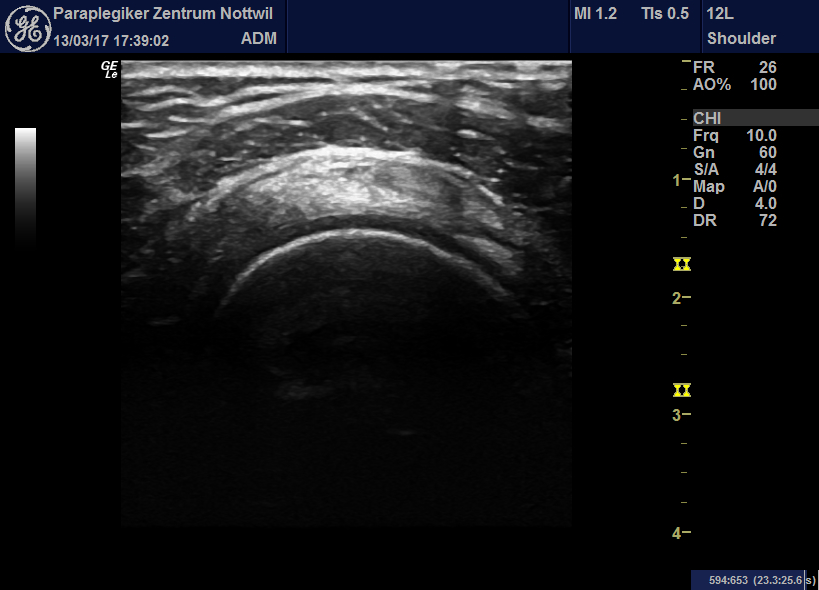 GE
Paraplegiker Zentrum Nottwil
13/03/17 17:39:02 ADM
MI 1.2 TIs 0.5
12L
Shoulder
GE
Le
FR 26
AO% 100
CHI
Frq 10.0
Gn 60
S/A 4/4
Map A/0
D 4.0
DR 72
1
2
3
4
594:653 (23.3:25.6 s)